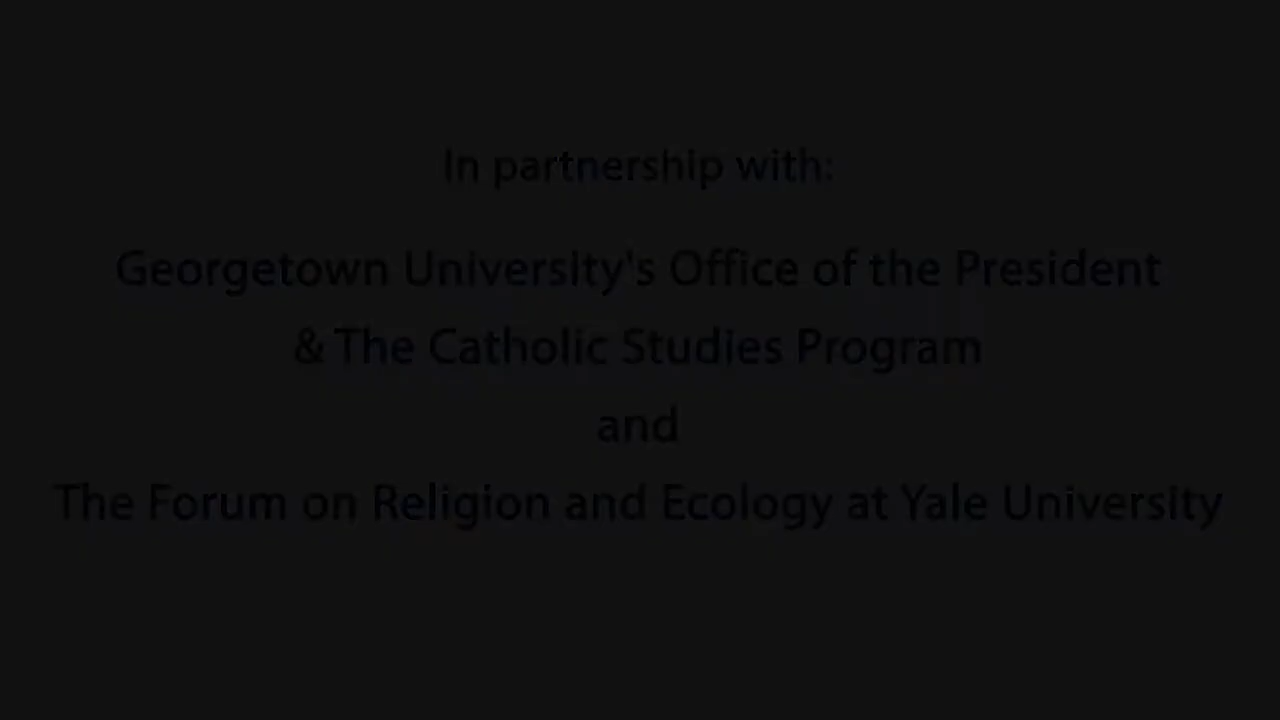 In partnership with:
Georgetown University's Office of the President
& The Catholic Studies Program
and
The Forum on Religion and Ecology at Yale University